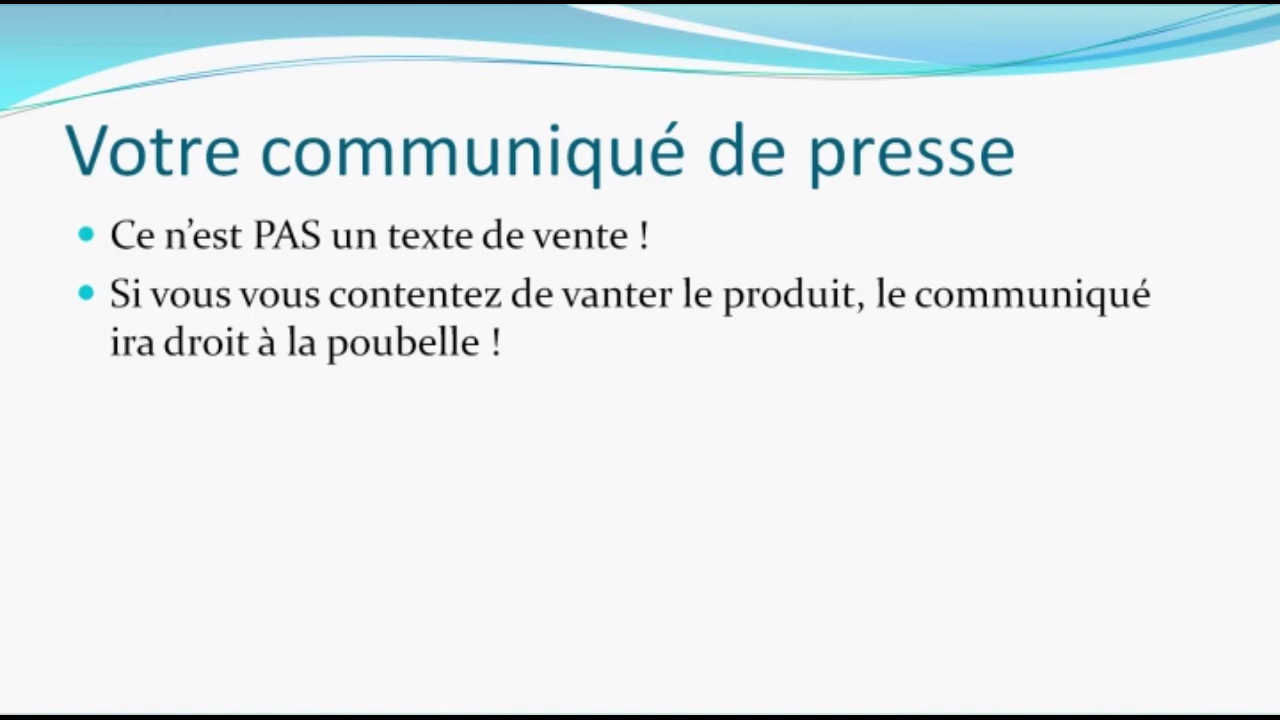 Votre communiqué de presse
• Ce n’est PAS un texte de vente !
• Si vous vous contentez de vanter le produit, le communiqué
ira droit à la poubelle !